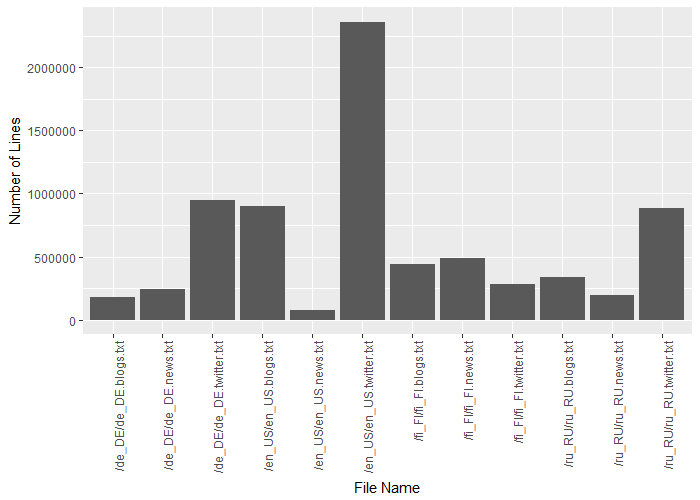 Number of Lines
2000000
1500000
1000000
500000
0
/de_DE/de_DE.blogs.txt
/de_DE/de_DE.news.txt
/de_DE/de_DE.twitter.txt
/en_US/en_US.blogs.txt
/en_US/en_US.news.txt
/en_US/en_US.twitter.txt
/fi_FI/fi_FI.blogs.txt
/fi_FI/fi_FI.news.txt
/fi_FI/fi_FI.twitter.txt
/ru_RU/ru_RU.blogs.txt
/ru_RU/ru_RU.news.txt
/ru_RU/ru_RU.twitter.txt
File Name